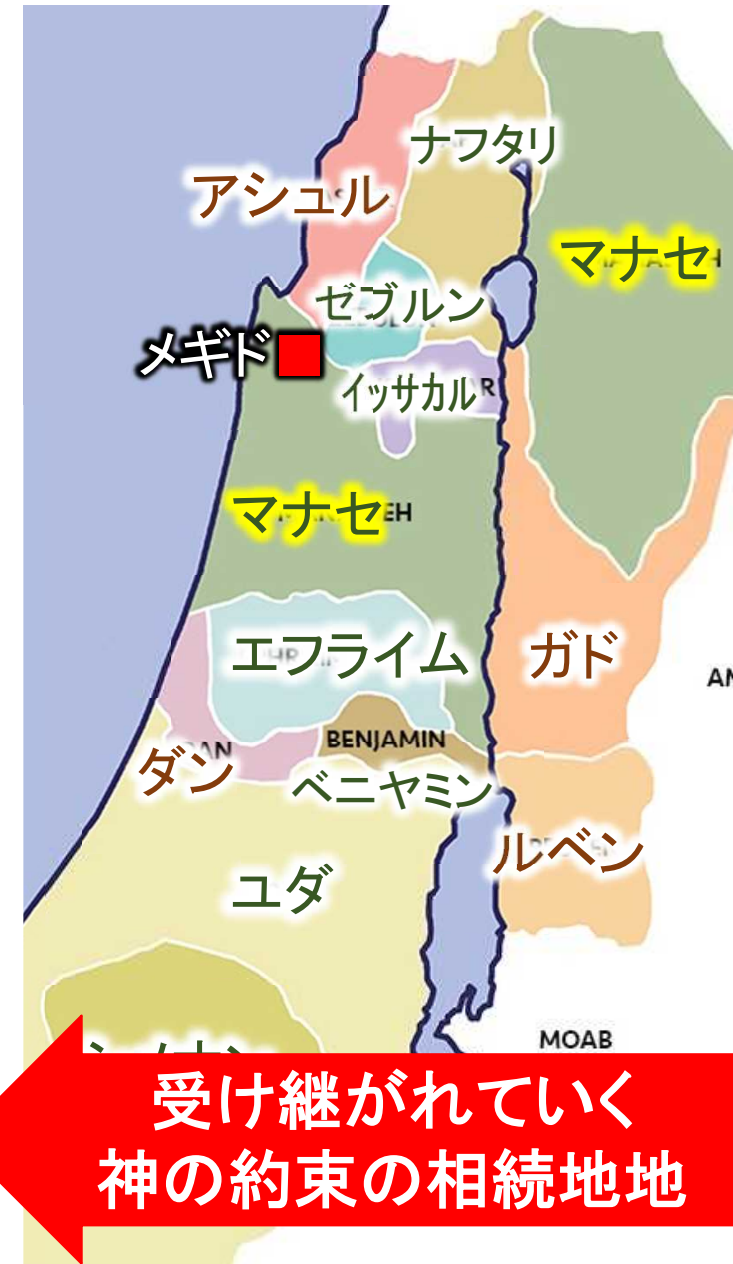 ナフタリ
アシュル
マナセ
ゼブルン
メギド
イッサカル R
マナセ EH
エフライム
ガド
AM
BENJAMIN
ダン AN
ベニヤミン
ルベン
ユダ
MOAB
受け継がれていく
神の約束の相続地地